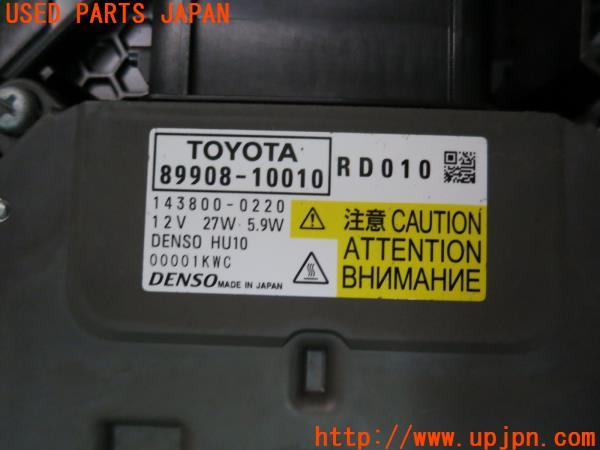 USED PARTS JAPAN
TOYOTA
89908-10010
RD010
143800-0220
12V 27W 5.9W
DENSO HU10
00001KWC
DENSO MADE IN JAPAN
注意 CAUTION
ATTENTION
ВНИМАНИЕ
http://www.upjpn.com